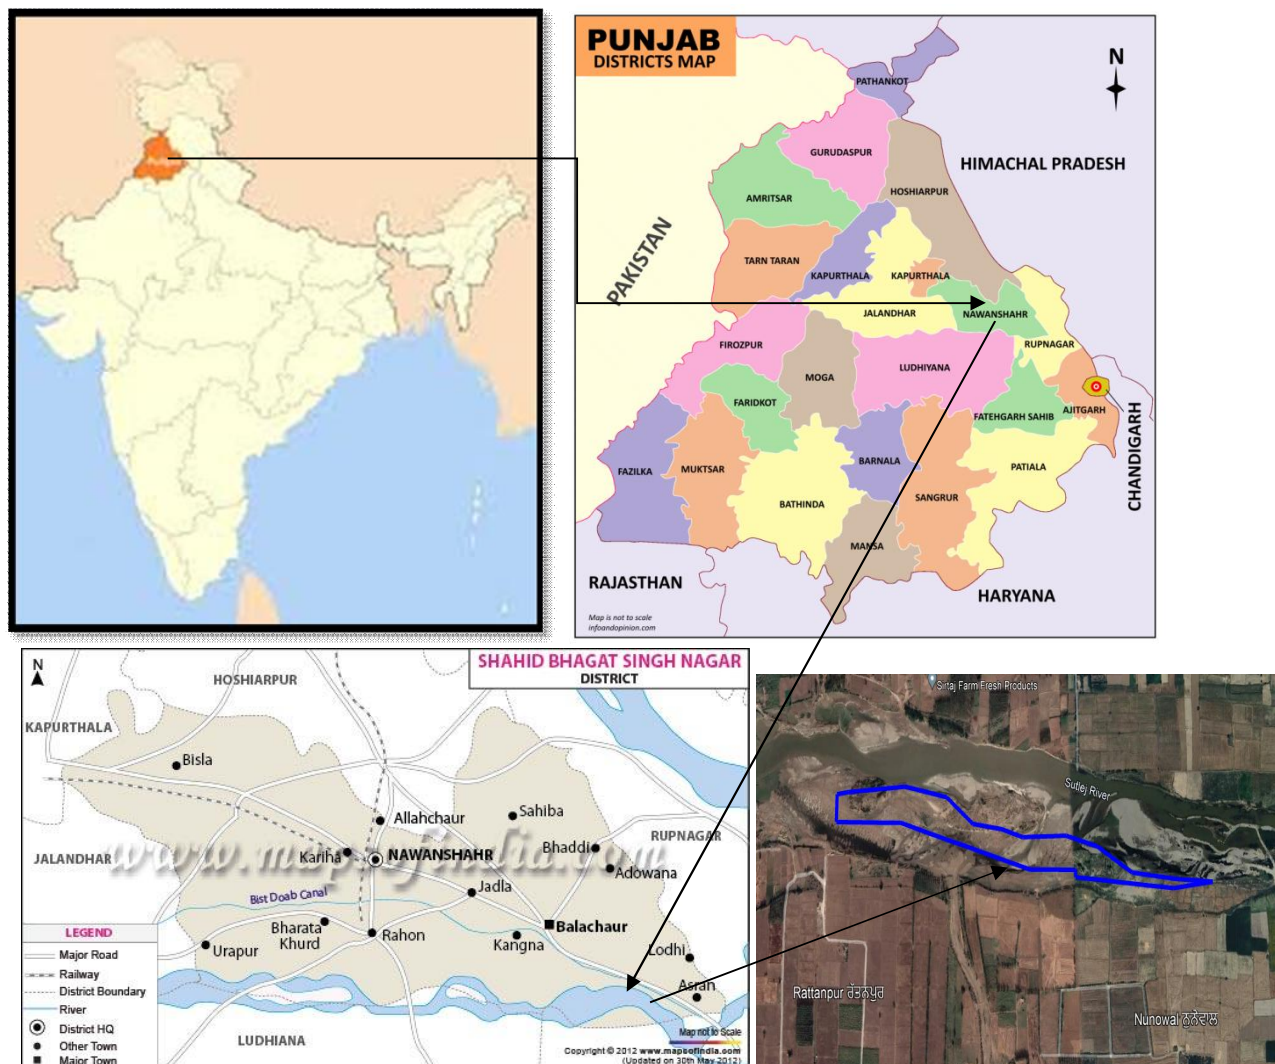 PUNJAB
DISTRICTS MAP
N
PATHANKOT
GURUDASPUR
HIMACHAL PRADESH
HOSHIARPUR
AMRITSAR
PAKISTAN
TARN TARAN
KAPURTHALA
KAPURTHALA
JALANDHAR
NAWANSHAHR
RUPNAGAR
FIROZPUR
LUDHIYANA
MOGA
FARIDKOT
FATEHGARH SAHIB
AJITGARH
CHANDIGARH
FAZILKA
MUKTSAR
BARNALA
PATIALA
BATHINDA
SANGRUR
MANSA
RAJASTHAN
HARYANA
Map is not to scale
infoandopinion.com
N
SHAHID BHAGAT SINGH NAGAR
DISTRICT
HOSHIARPUR
KAPURTHALA
Bisla
Sahiba
Allahchaur
RUPNAGAR
www.mapsofindia.com
JALANDHAR
Kariha
NAWANSHAHR
Bhaddi
Adowana
Jadla
Bist Doab Canal
Balachaur
Bharata
Khurd
Rahon
Kangna
Urapur
Lodhi
Asran
LUDHIANA
LEGEND
Major Road
Railway
District Boundary
River
District HQ
Other Town
Major Town
Map not to Scale
Copyright © 2012 www.mapsofindia.com
(Updated on 30th May 2012)
Sirtaj Farm Fresh Products
Sutlej River
Rattanpur ਰੱਤਨਪੁਰ
Nunowal ਨੂਨੋਵਾਲ